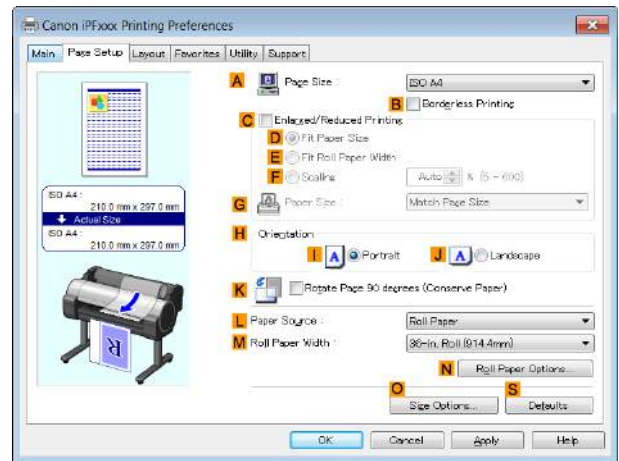 Canon iPFxxx Printing Preferences
Main Page Setup Layout Favorites Utility Support
A Page Size : ISO A4
B Borderless Printing
C Enlarged/Reduced Printing
D Fit Paper Size
E Fit Roll Paper Width
F Scaling Auto % (5 - 600)
ISO A4 :
210.0 mm x 297.0 mm
Actual Size
ISO A4 :
210.0 mm x 297.0 mm
G Paper Size : Match Page Size
H Orientation
I A Portrait J A Landscape
K Rotate Page 90 degrees (Conserve Paper)
L Paper Source : Roll Paper
M Roll Paper Width : 36-in. Roll (914.4mm)
R
N Roll Paper Options...
O S
Size Options... Defaults
OK Cancel Apply Help